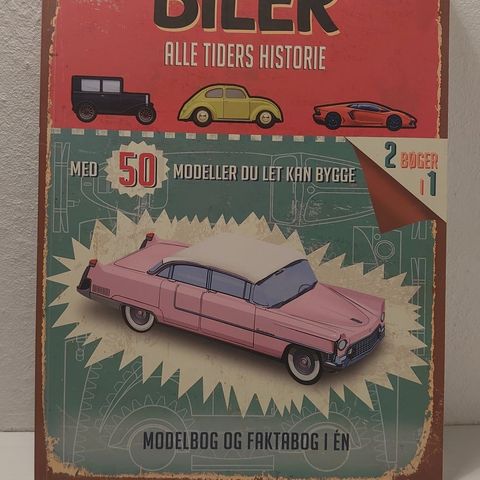 BILER
ALLE TIDERS HISTORIE
MED 50 MODELLER DU LET KAN BYGGE
2 BØGER
I 1
MODELBOG OG FAKTABOG I ÉN